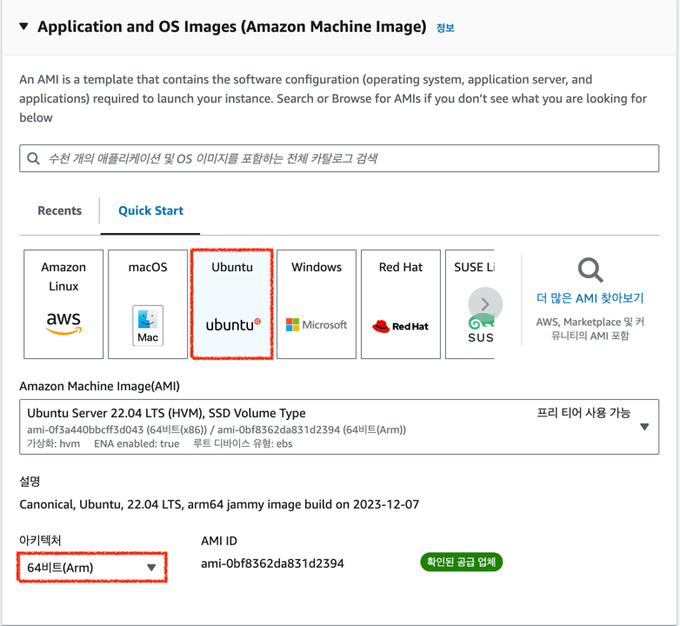 Application and OS Images (Amazon Machine Image) 정보
An AMI is a template that contains the software configuration (operating system, application server, and
applications) required to launch your instance. Search or Browse for AMIs if you don't see what you are looking for
below
수천 개의 애플리케이션 및 OS 이미지를 포함하는 전체 카탈로그 검색
Recents
Quick Start
Amazon
Linux
aws
macOS
Mac
Ubuntu
ubuntu
Windows
Microsoft
Red Hat
Red Hat
SUSE Li
SUS
더 많은 AMI 찾아보기
AWS, Marketplace 및 커
뮤니티의 AMI 포함
Amazon Machine Image(AMI)
Ubuntu Server 22.04 LTS (HVM), SSD Volume Type
프리 티어 사용 가능
ami-0f3a440bbcff3d043 (64비트(x86)) / ami-0bf8362da831d2394 (64비트(Arm))
가상화: hvm ENA enabled: true 루트 디바이스 유형: ebs
설명
Canonical, Ubuntu, 22.04 LTS, arm64 jammy image build on 2023-12-07
아키텍처
64비트(Arm)
AMI ID
ami-0bf8362da831d2394
확인된 공급 업체